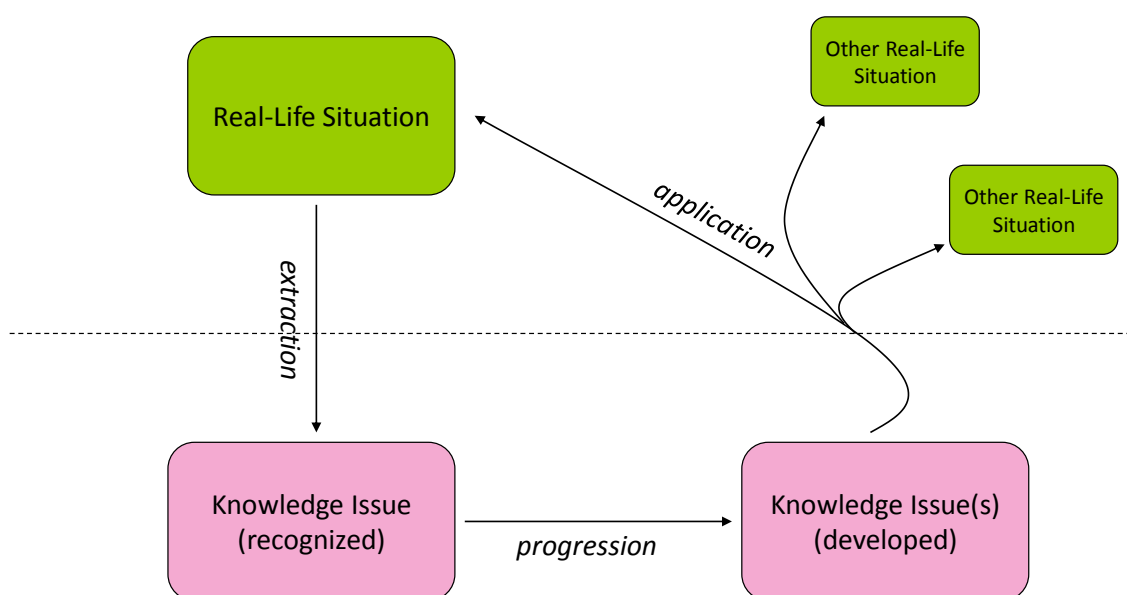 Other Real-Life
Situation
Real-Life Situation
Other Real-Life
Situation
application
extraction
Knowledge Issue
(recognized)
progression
Knowledge Issue(s)
(developed)